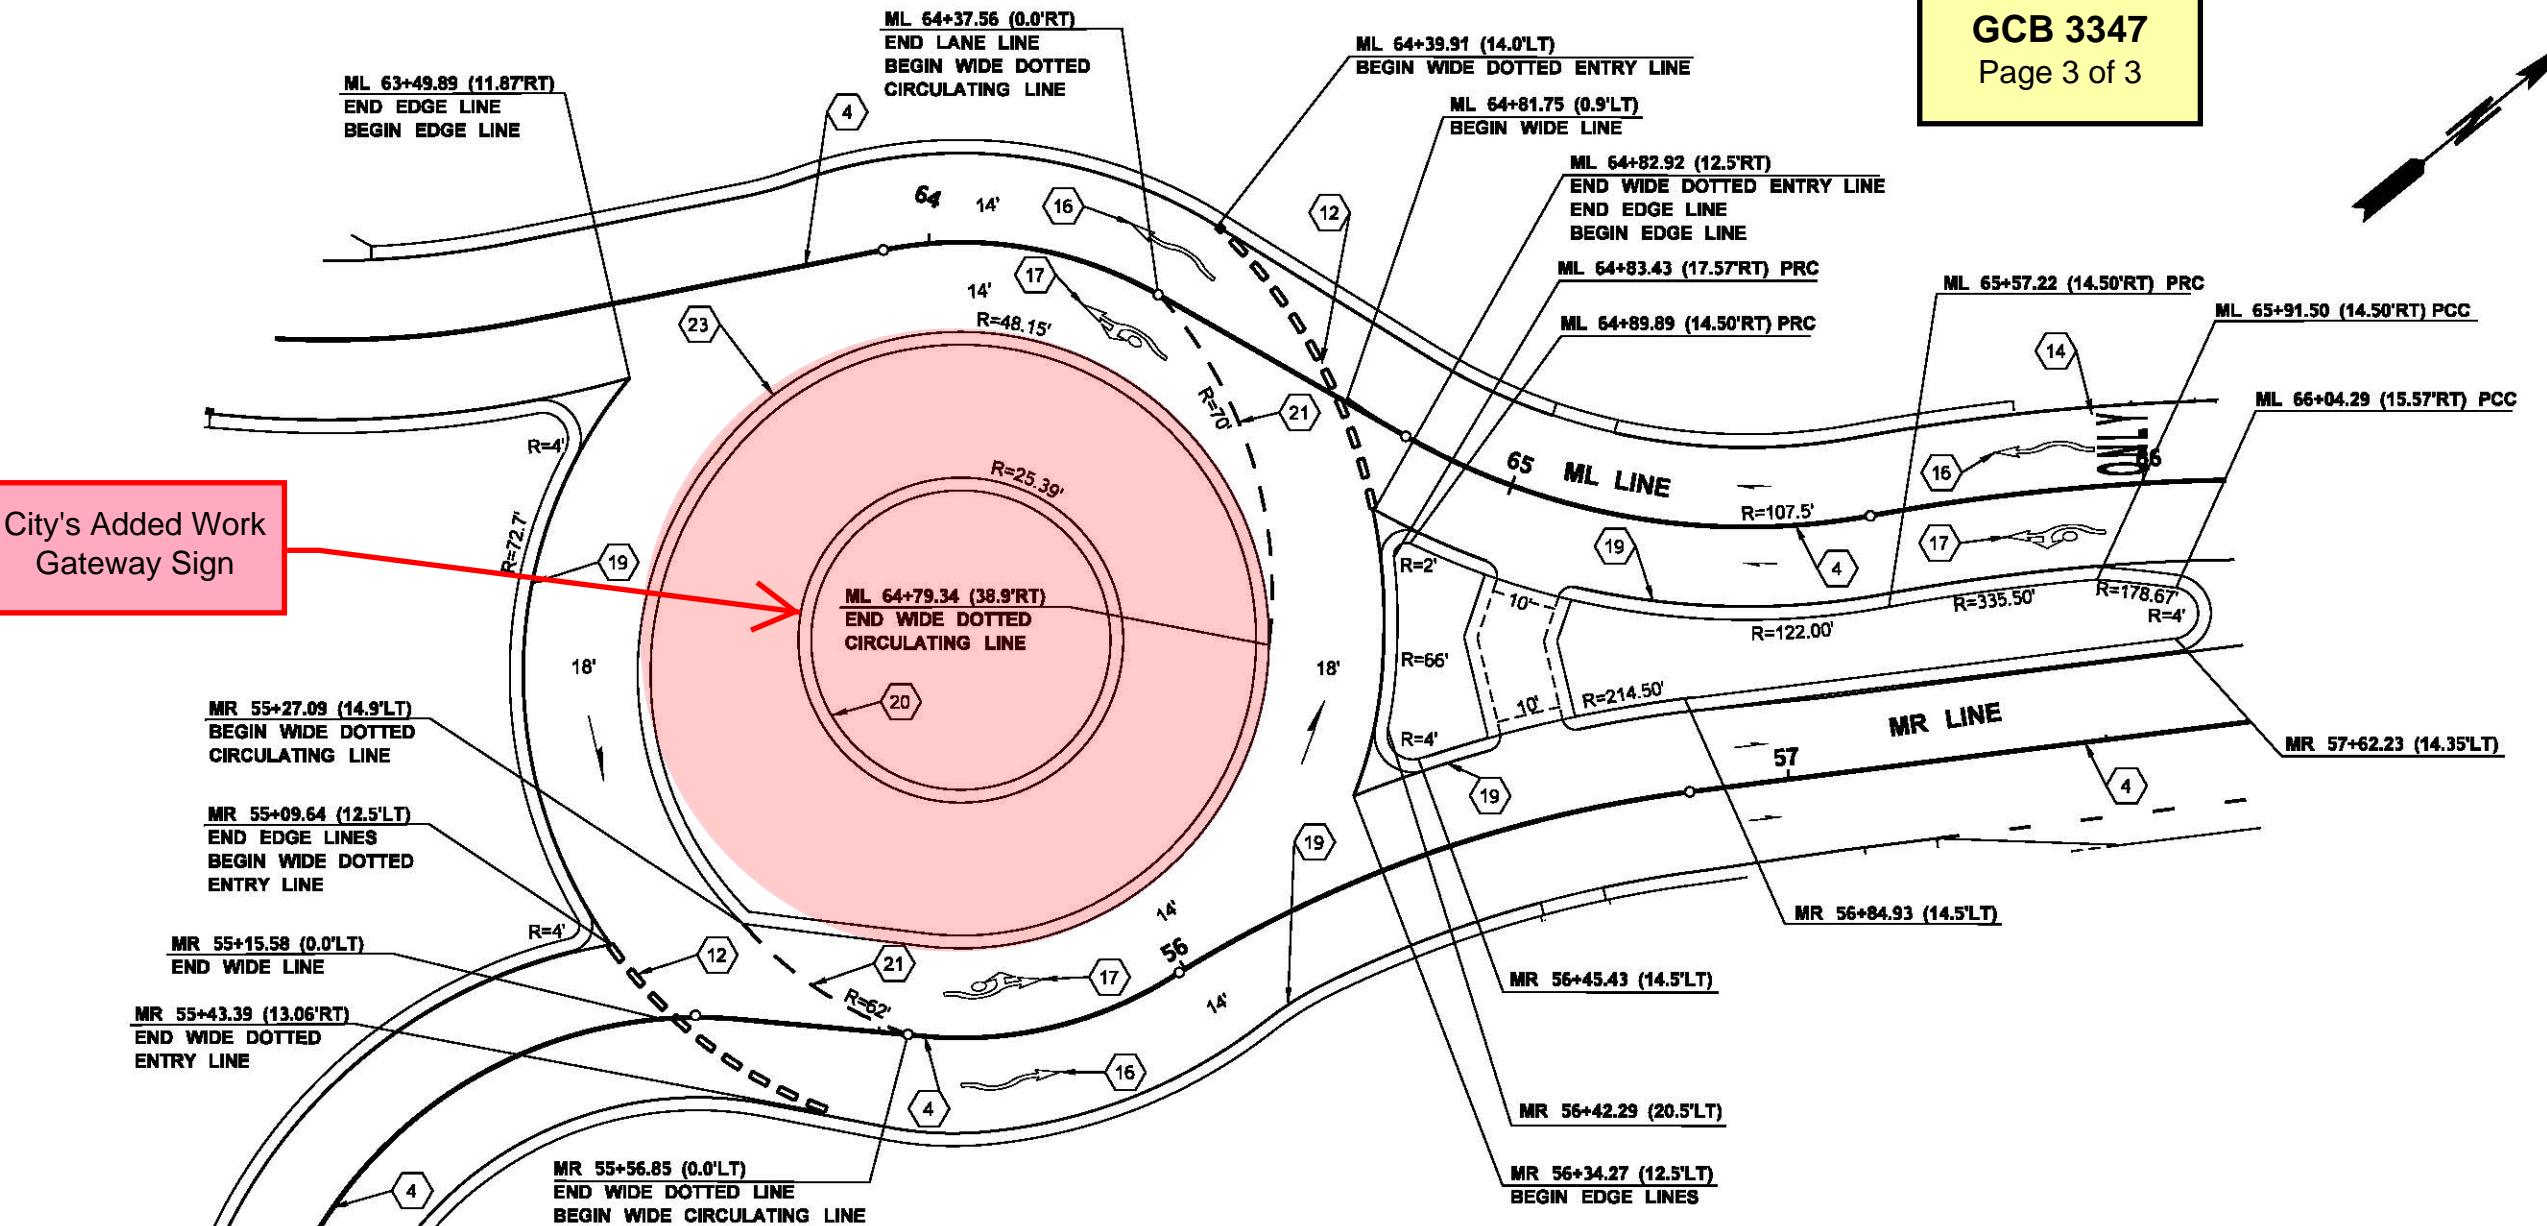 GCB 3347
Page 3 of 3
N
ML 64+37.56 (0.0'RT)
END LANE LINE
BEGIN WIDE DOTTED
CIRCULATING LINE
ML 63+49.89 (11.87'RT)
END EDGE LINE
BEGIN EDGE LINE
4
ML 64+39.91 (14.0'LT)
BEGIN WIDE DOTTED ENTRY LINE
ML 64+81.75 (0.9'LT)
BEGIN WIDE LINE
ML 64+82.92 (12.5'RT)
END WIDE DOTTED ENTRY LINE
END EDGE LINE
BEGIN EDGE LINE
ML 64+83.43 (17.57'RT) PRC
ML 64+89.89 (14.50'RT) PRC
ML 65+57.22 (14.50'RT) PRC
ML 65+91.50 (14.50'RT) PCC
ML 66+04.29 (15.57'RT) PCC
64
14'
16
12
17
14'
R=48.15'
23
R=70'
21
14
ONLY
66
16
65 ML LINE
R=107.5'
17
19
4
R=4'
R=72.7'
19
R=25.39'
City's Added Work
Gateway Sign
ML 64+79.34 (38.9'RT)
END WIDE DOTTED
CIRCULATING LINE
20
18'
18'
R=2'
R=66'
R=4'
10'
10'
R=122.00'
R=335.50'
R=178.67'
R=4'
R=214.50'
MR LINE
57
4
19
MR 57+62.23 (14.35'LT)
MR 55+27.09 (14.9'LT)
BEGIN WIDE DOTTED
CIRCULATING LINE
MR 55+09.64 (12.5'LT)
END EDGE LINES
BEGIN WIDE DOTTED
ENTRY LINE
R=4'
MR 55+15.58 (0.0'LT)
END WIDE LINE
MR 55+43.39 (13.06'RT)
END WIDE DOTTED
ENTRY LINE
12
21
R=62'
17
14'
56
14'
19
16
4
4
MR 56+84.93 (14.5'LT)
MR 56+45.43 (14.5'LT)
MR 56+42.29 (20.5'LT)
MR 56+34.27 (12.5'LT)
BEGIN EDGE LINES
MR 55+56.85 (0.0'LT)
END WIDE DOTTED LINE
BEGIN WIDE CIRCULATING LINE